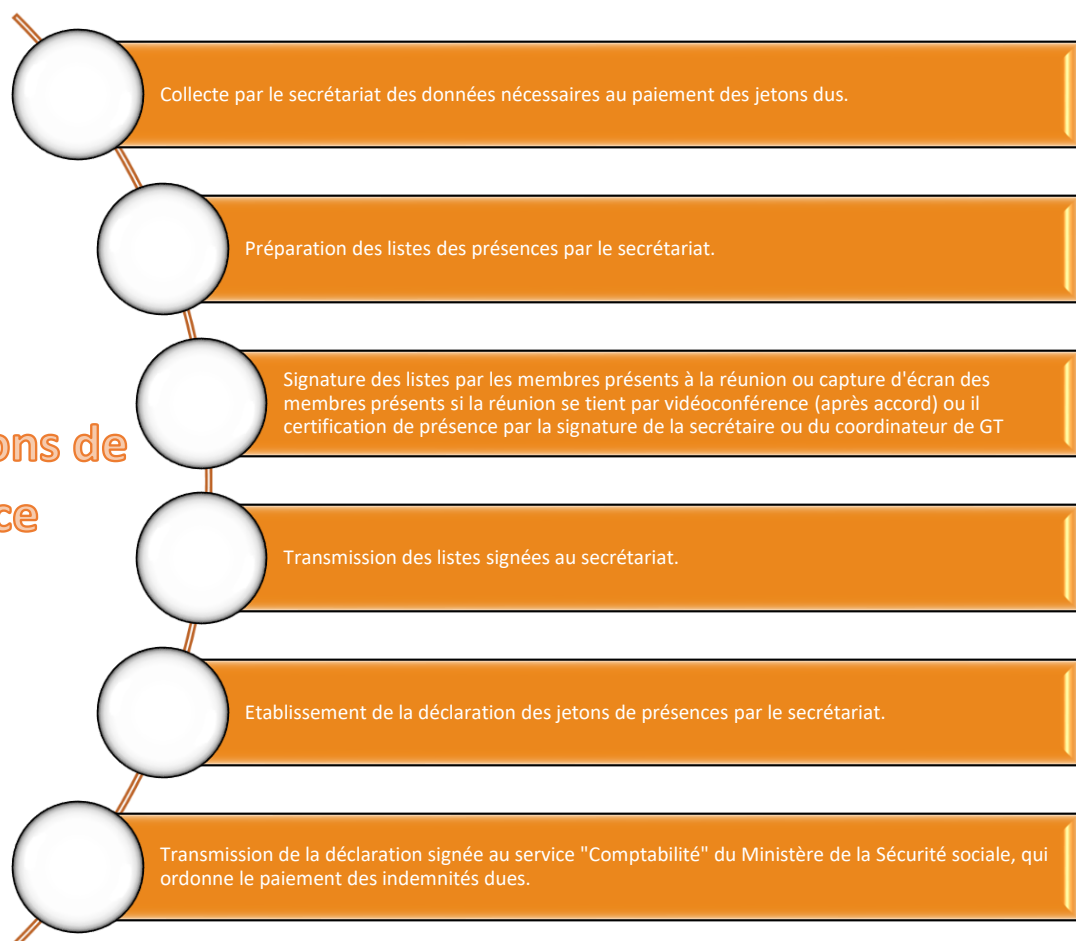 Collecte par le secrétariat des données nécessaires au paiement des jetons dus.
Préparation des listes des présences par le secrétariat.
Signature des listes par les membres présents à la réunion ou capture d'écran des
membres présents si la réunion se tient par vidéoconférence (après accord) ou il
certification de présence par la signature de la secrétaire ou du coordinateur de GT
ons de
ce
Transmission des listes signées au secrétariat.
Etablissement de la déclaration des jetons de présences par le secrétariat.
Transmission de la déclaration signée au service "Comptabilité" du Ministère de la Sécurité sociale, qui
ordonne le paiement des indemnités dues.